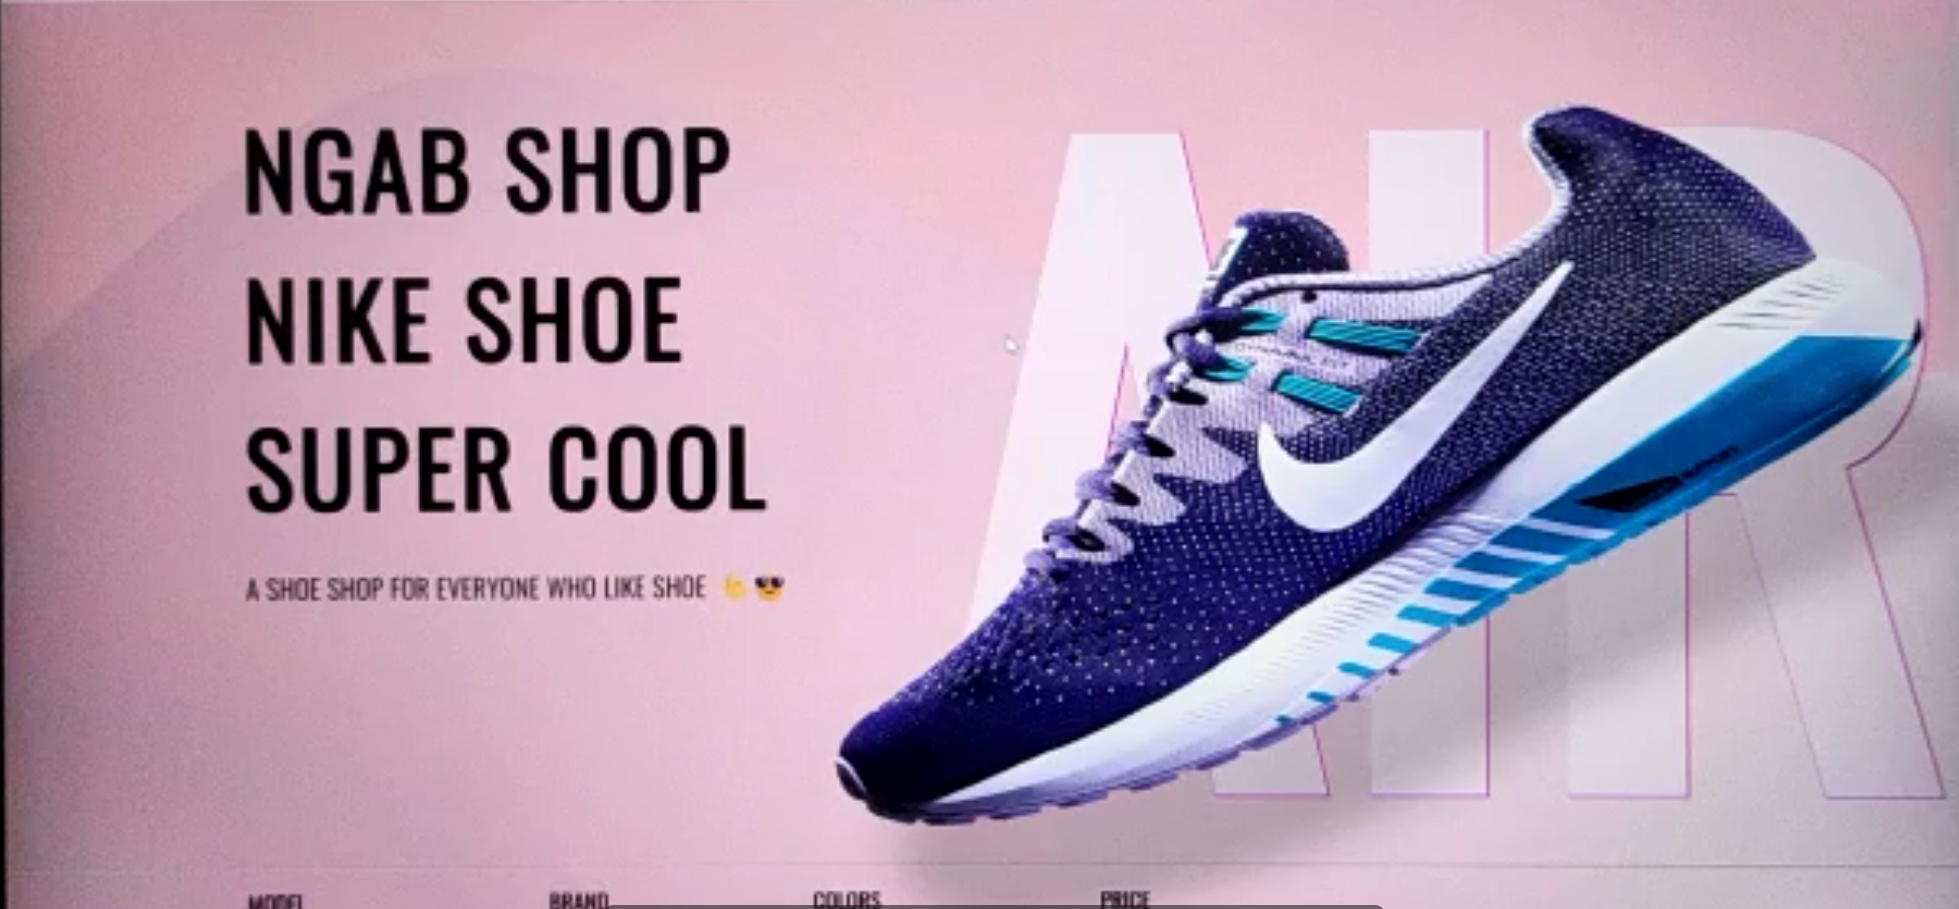 NGAB SHOP
NIKE SHOE
SUPER COOL
A SHOE SHOP FOR EVERYONE WHO LIKE SHOE 👆😎
AIR
MODEL BRAND COLORS PRICE